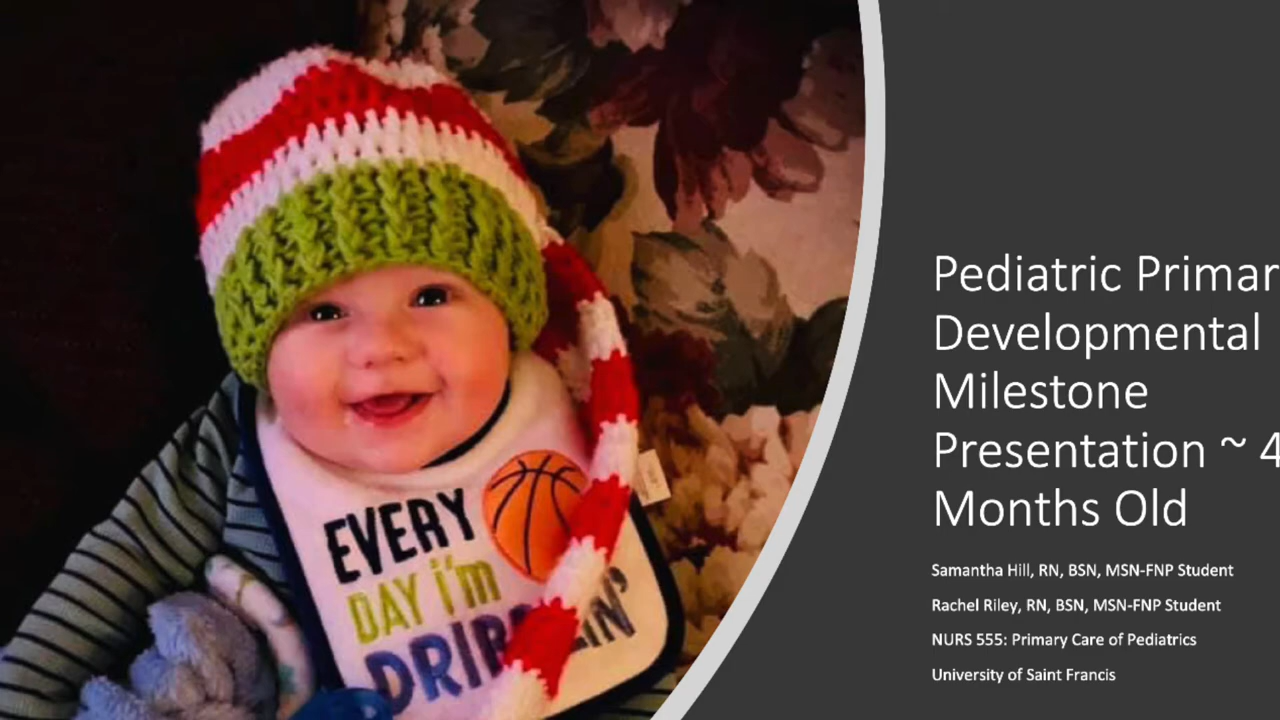 EVERY
DAY i'm
Pediatric Primar
Developmental
Milestone
Presentation ~ 4
Months Old
Samantha Hill, RN, BSN, MSN-FNP Student
Rachel Riley, RN, BSN, MSN-FNP Student
NURS 555: Primary Care of Pediatrics
University of Saint Francis